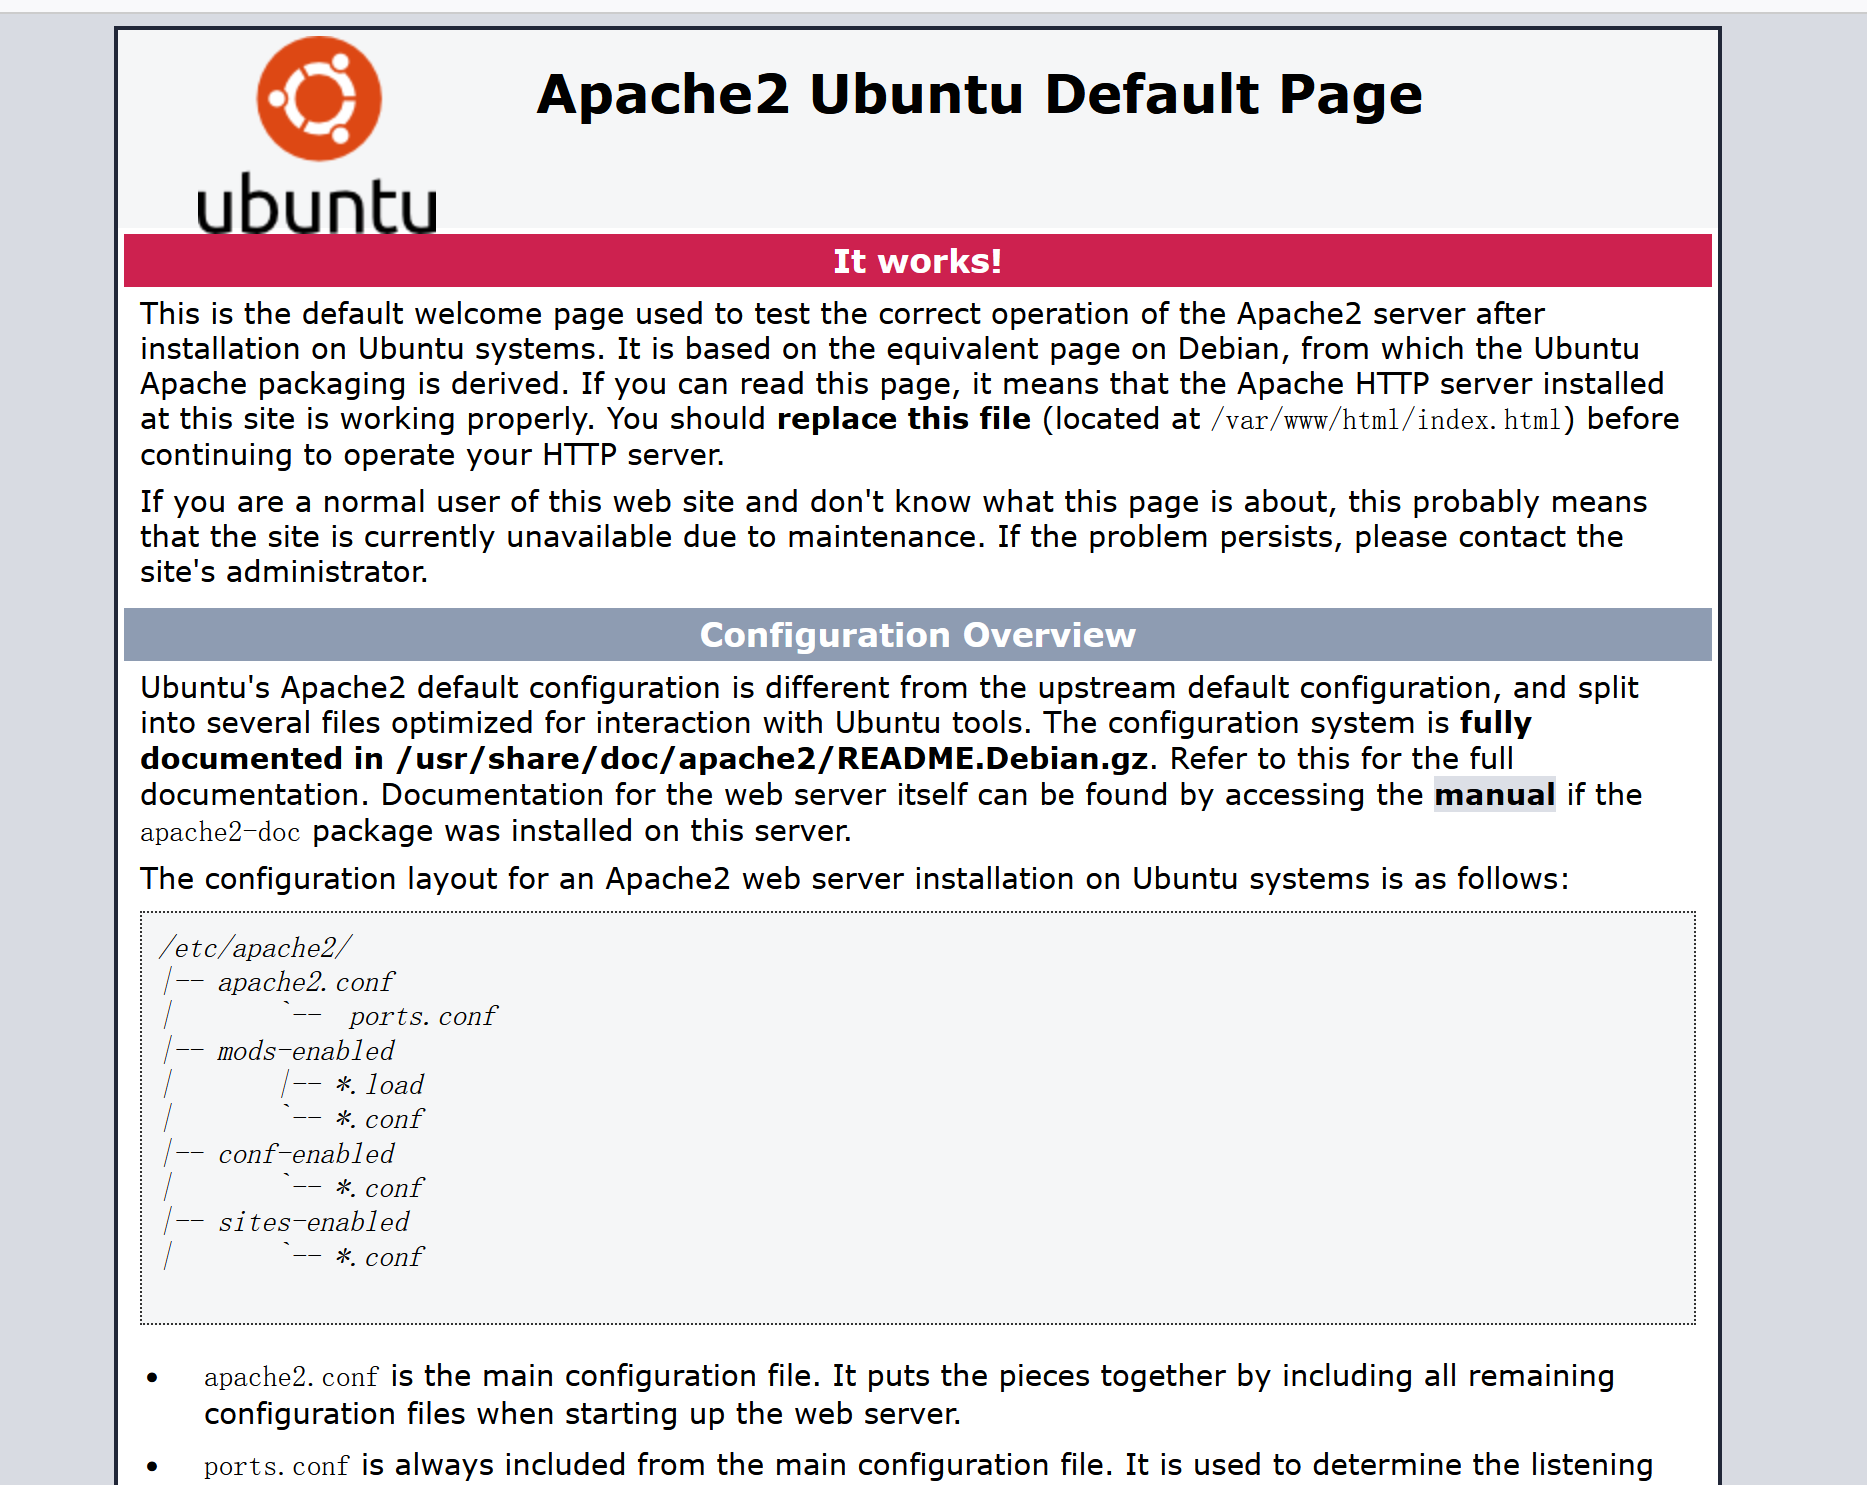 ubuntu
Apache2 Ubuntu Default Page
It works!
This is the default welcome page used to test the correct operation of the Apache2 server after
installation on Ubuntu systems. It is based on the equivalent page on Debian, from which the Ubuntu
Apache packaging is derived. If you can read this page, it means that the Apache HTTP server installed
at this site is working properly. You should replace this file (located at /var/www/html/index.html) before
continuing to operate your HTTP server.
If you are a normal user of this web site and don't know what this page is about, this probably means
that the site is currently unavailable due to maintenance. If the problem persists, please contact the
site's administrator.
Configuration Overview
Ubuntu's Apache2 default configuration is different from the upstream default configuration, and split
into several files optimized for interaction with Ubuntu tools. The configuration system is fully
documented in /usr/share/doc/apache2/README.Debian.gz. Refer to this for the full
documentation. Documentation for the web server itself can be found by accessing the manual if the
apache2-doc package was installed on this server.
The configuration layout for an Apache2 web server installation on Ubuntu systems is as follows:
/etc/apache2/
|-- apache2.conf
|       `--  ports.conf
|-- mods-enabled
|       |-- *.load
|       `-- *.conf
|-- conf-enabled
|       `-- *.conf
|-- sites-enabled
|       `-- *.conf
• apache2.conf is the main configuration file. It puts the pieces together by including all remaining
configuration files when starting up the web server.
• ports.conf is always included from the main configuration file. It is used to determine the listening